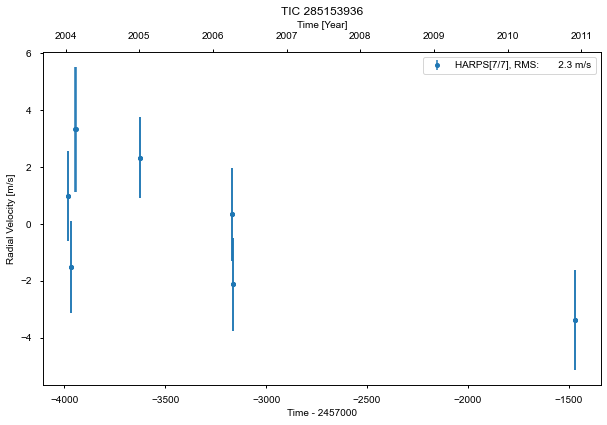 TIC 285153936
Time [Year]
2004 2005 2006 2007 2008 2009 2010 2011
HARPS[7/7], RMS: 2.3 m/s
Radial Velocity [m/s]
6
4
2
0
−2
−4
−4000 −3500 −3000 −2500 −2000 −1500
Time - 2457000